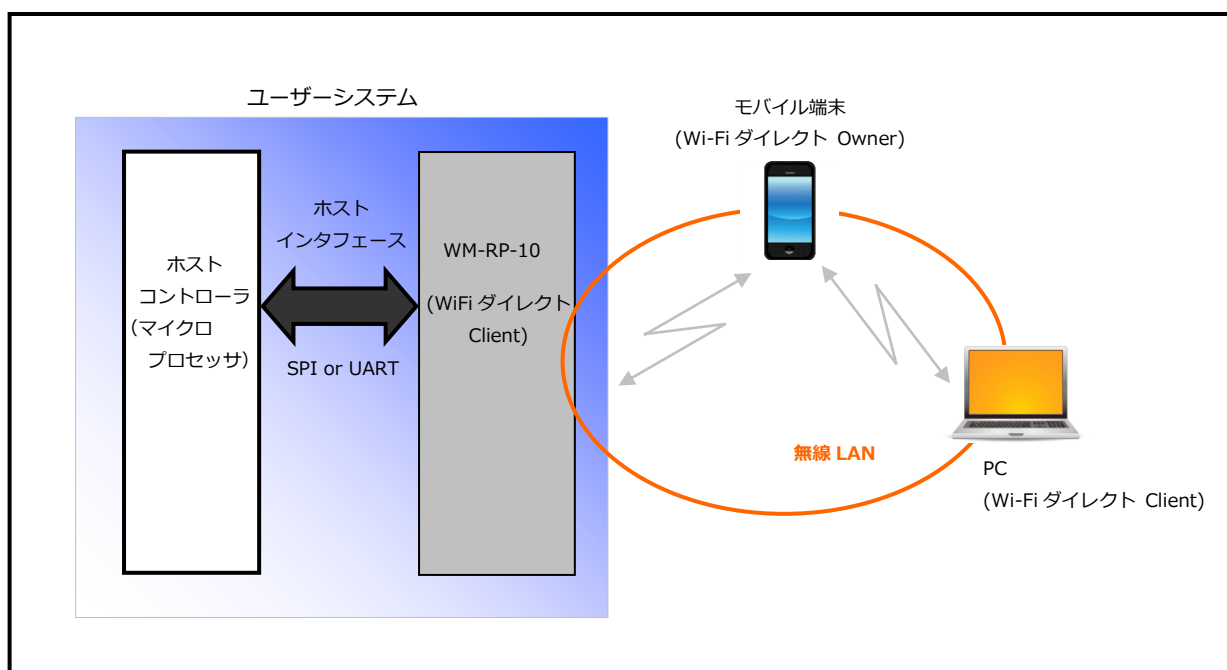 ユーザーシステム
ホスト
コントローラ
(マイクロ
プロセッサ)
ホスト
インタフェース
SPI or UART
WM-RP-10
(WiFi ダイレクト
Client)
モバイル端末
(Wi-Fi ダイレクト Owner)
無線 LAN
PC
(Wi-Fi ダイレクト Client)